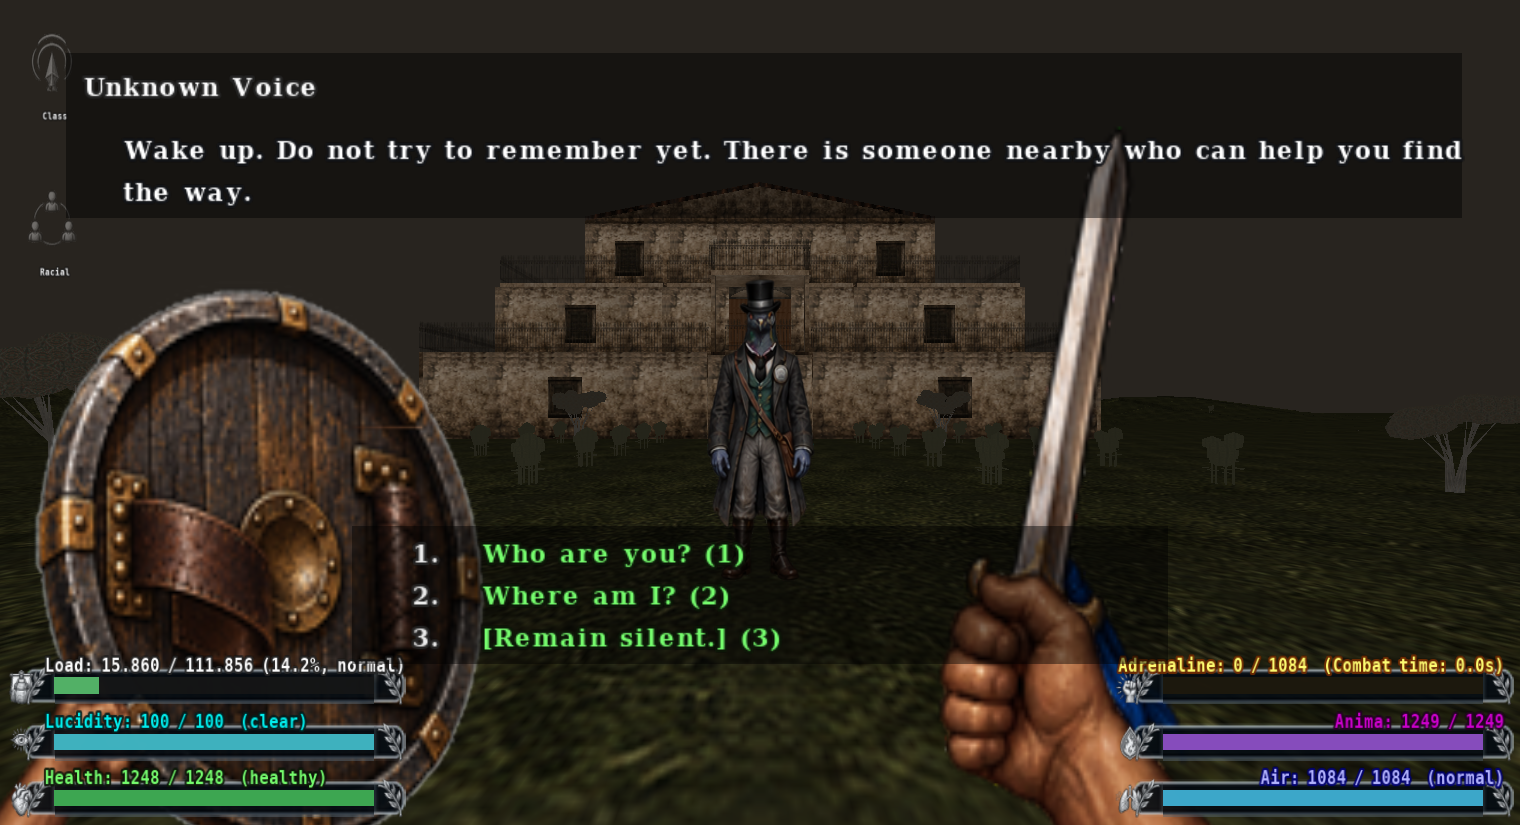 Unknown Voice
Wake up. Do not try to remember yet. There is someone nearby who can help you find
the way.
Class
Racial
1. Who are you? (1)
2. Where am I? (2)
3. [Remain silent.] (3)
Load: 15.860 / 111.856 (14.2%, normal)
Lucidity: 100 / 100 (clear)
Health: 1248 / 1248 (healthy)
Adrenaline: 0 / 1084 (Combat time: 0.0s)
Anima: 1249 / 1249
Air: 1084 / 1084 (normal)